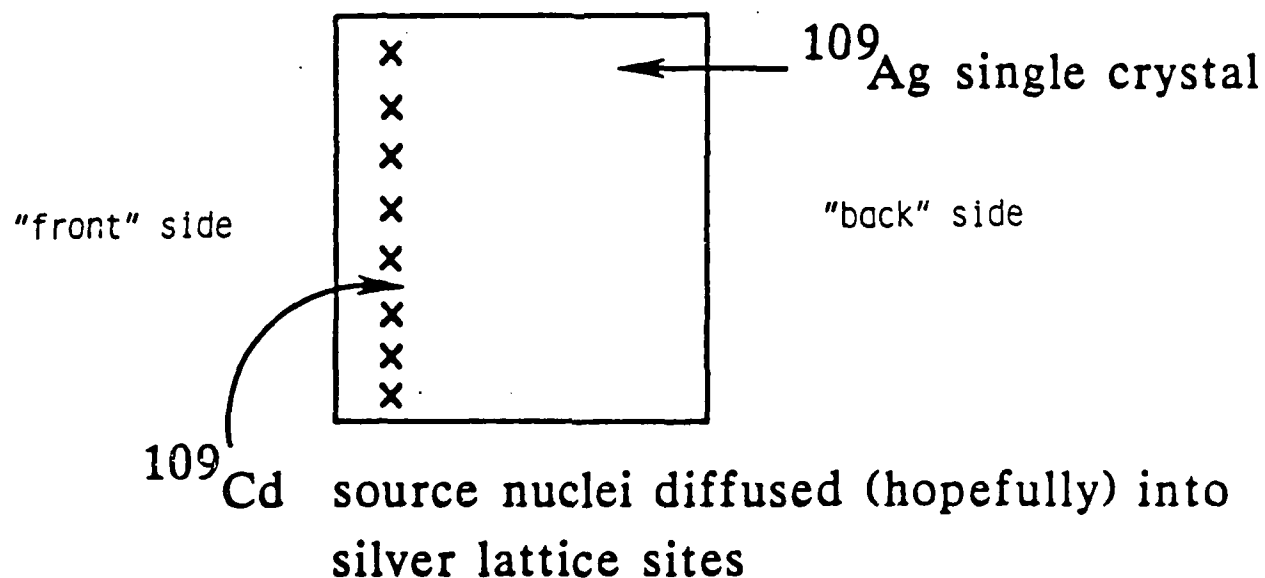 x
x
x
x
x
x
x
x
¹⁰⁹Ag single crystal
"front" side
"back" side
¹⁰⁹Cd source nuclei diffused (hopefully) into
silver lattice sites